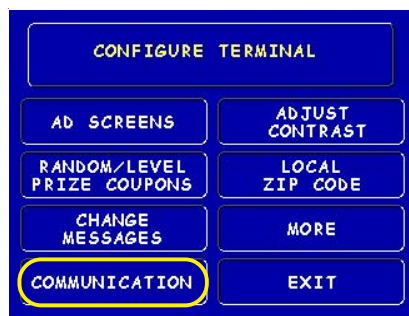 CONFIGURE TERMINAL
AD SCREENS
ADJUST
CONTRAST
RANDOM/LEVEL
PRIZE COUPONS
LOCAL
ZIP CODE
CHANGE
MESSAGES
MORE
COMMUNICATION
EXIT